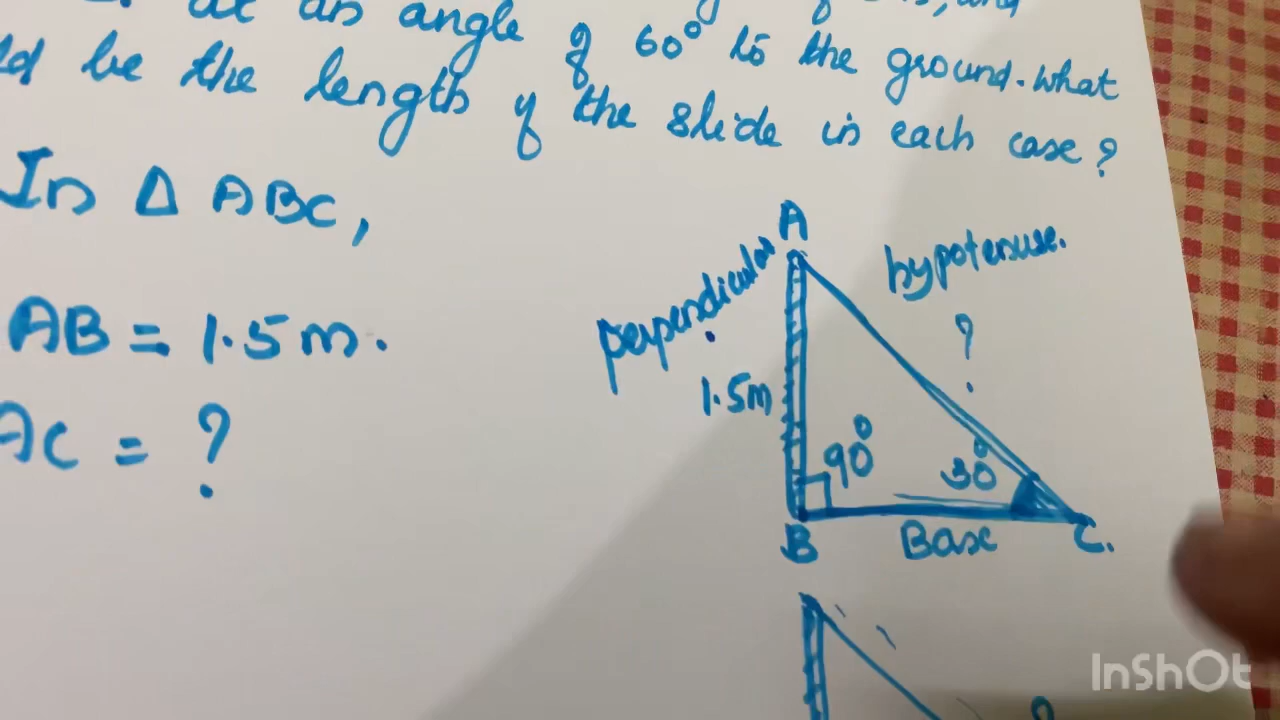 at an angle of 60° to the ground. What
be the length of the slide in each case?
In Δ ABC,
AB = 1.5m.
AC = ?
A
perpendicular
hypotenuse.
?
1.5m
90°
30°
B
Base
C.
InShOt